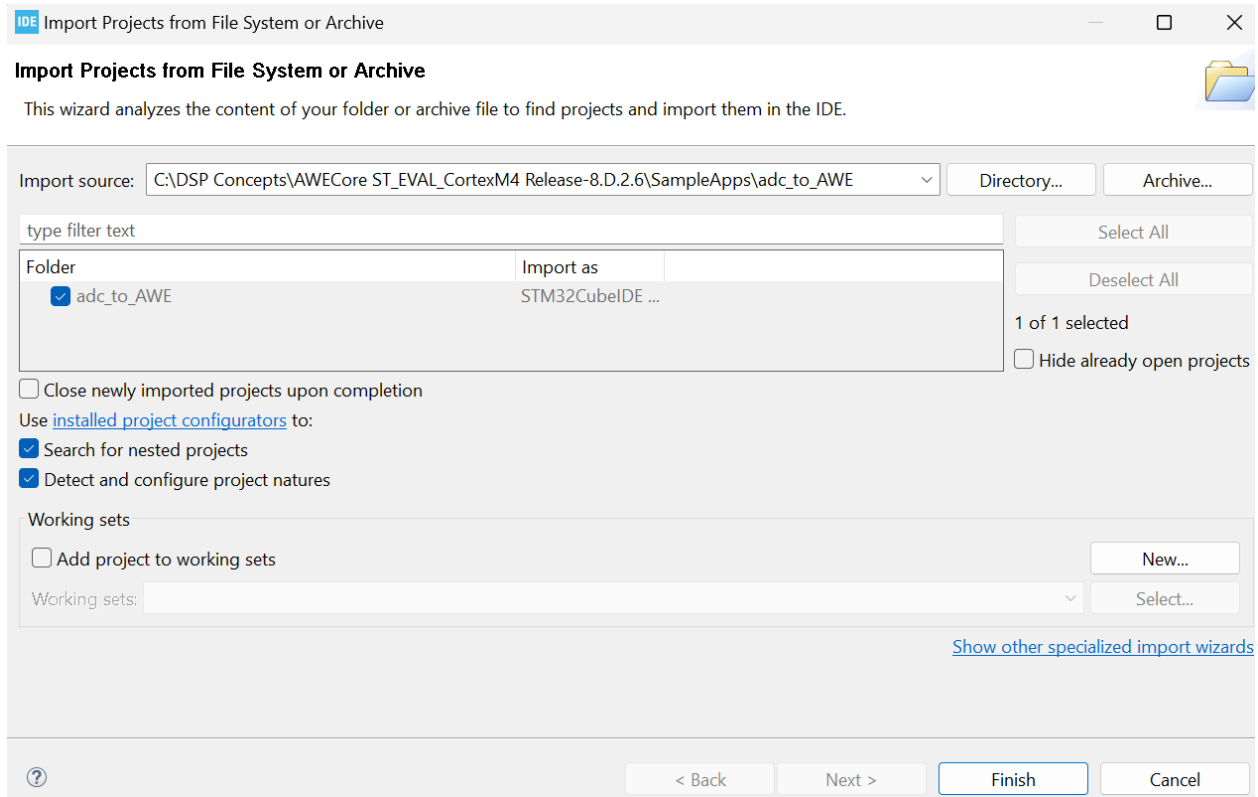 IDE Import Projects from File System or Archive
Import Projects from File System or Archive
This wizard analyzes the content of your folder or archive file to find projects and import them in the IDE.
Import source: C:\DSP Concepts\AWECore ST_EVAL_CortexM4 Release-8.D.2.6\SampleApps\adc_to_AWE Directory... Archive...
type filter text Select All
Folder Import as
Deselect All
adc_to_AWE STM32CubeIDE ...
1 of 1 selected
Hide already open projects
Close newly imported projects upon completion
Use installed project configurators to:
Search for nested projects
Detect and configure project natures
Working sets
Add project to working sets New...
Working sets: Select...
Show other specialized import wizards
? < Back Next > Finish Cancel